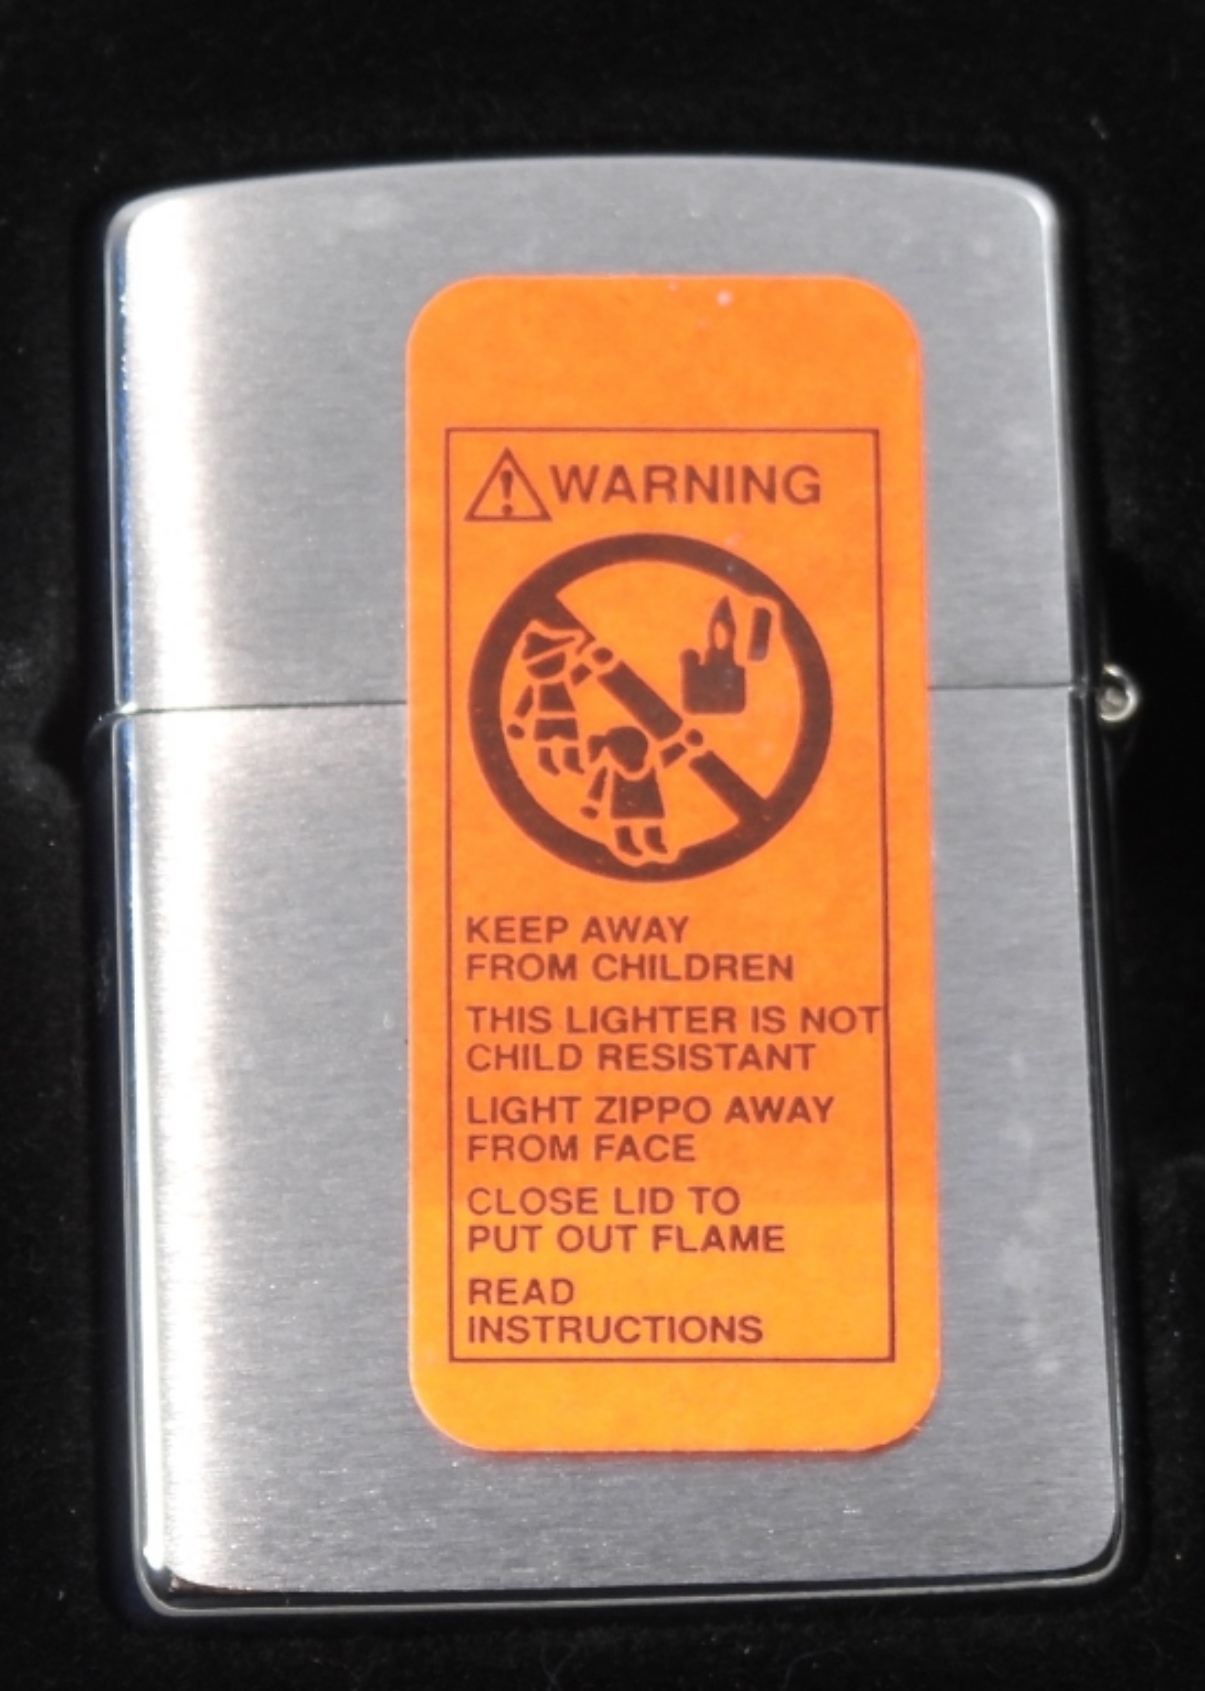 WARNING
KEEP AWAY
FROM CHILDREN
THIS LIGHTER IS NOT
CHILD RESISTANT
LIGHT ZIPPO AWAY
FROM FACE
CLOSE LID TO
PUT OUT FLAME
READ
INSTRUCTIONS